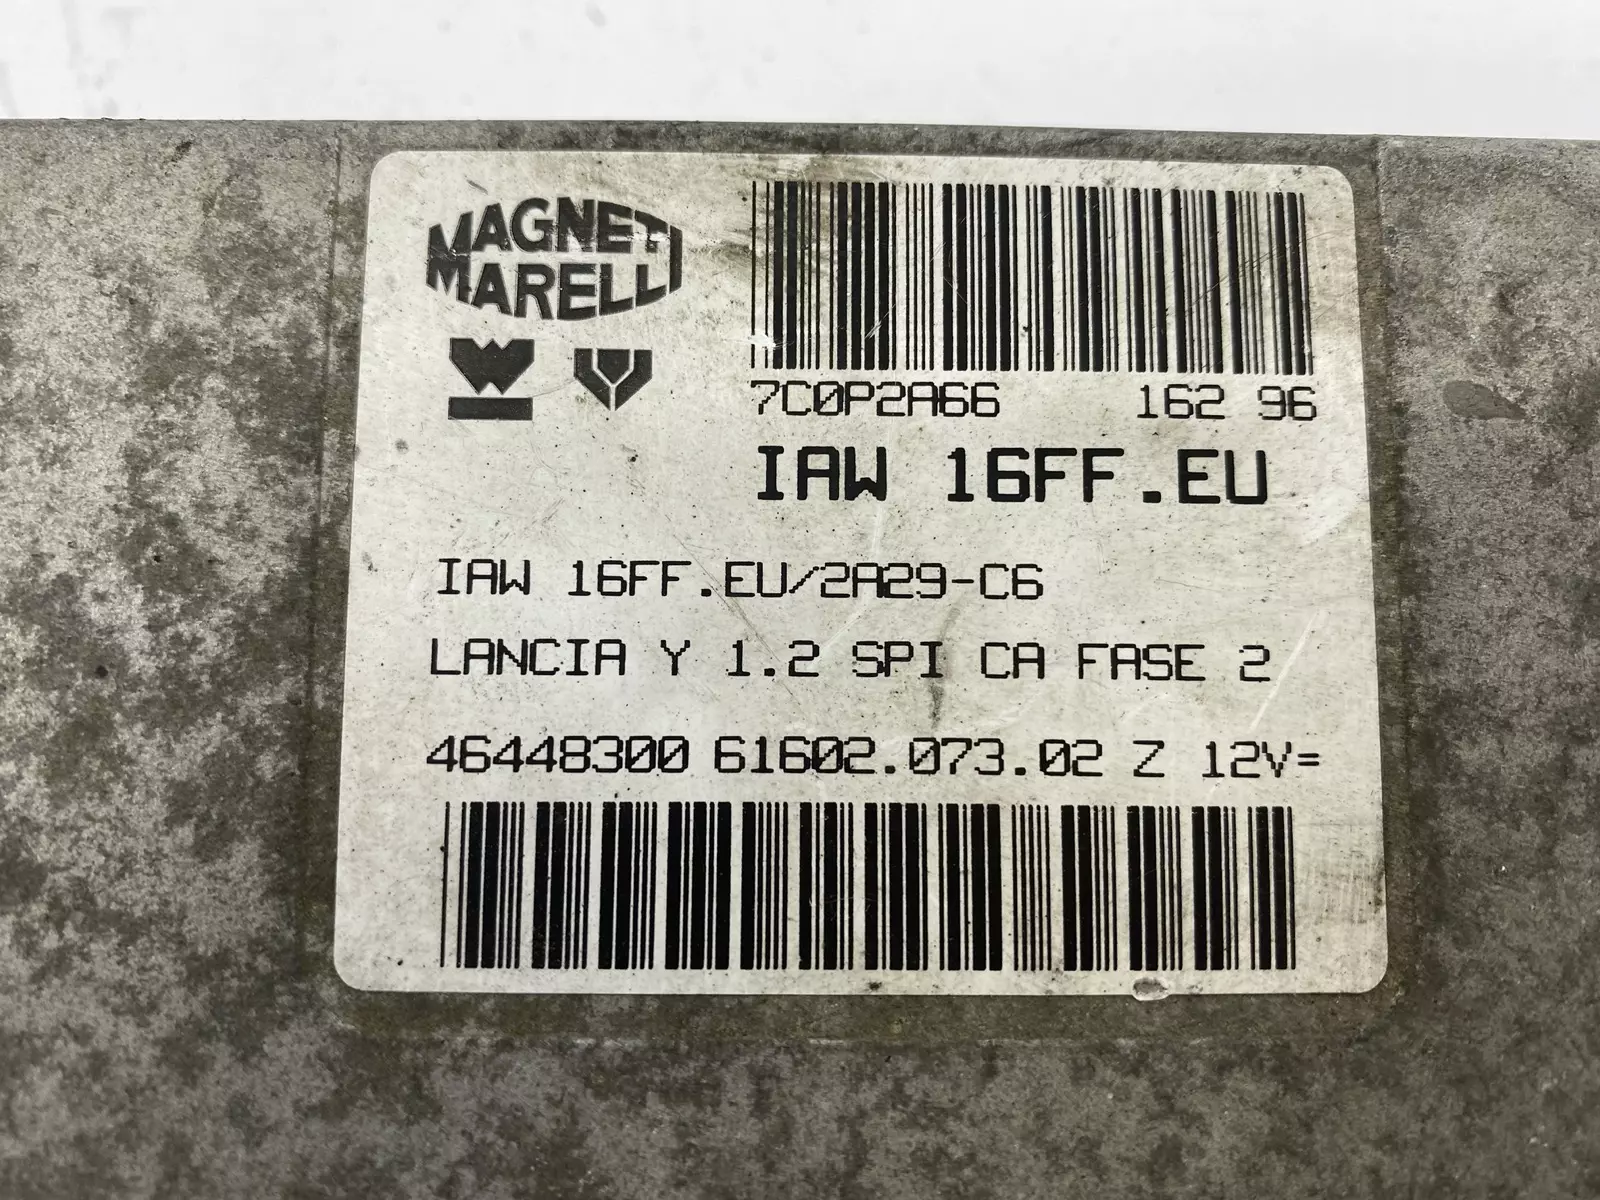 MAGNETI
MARELLI
7C0P2A66 162 96
IAW 16FF.EU
IAW 16FF.EU/2A29-C6
LANCIA Y 1.2 SPI CA FASE 2
46448300 61602.073.02 Z 12V=